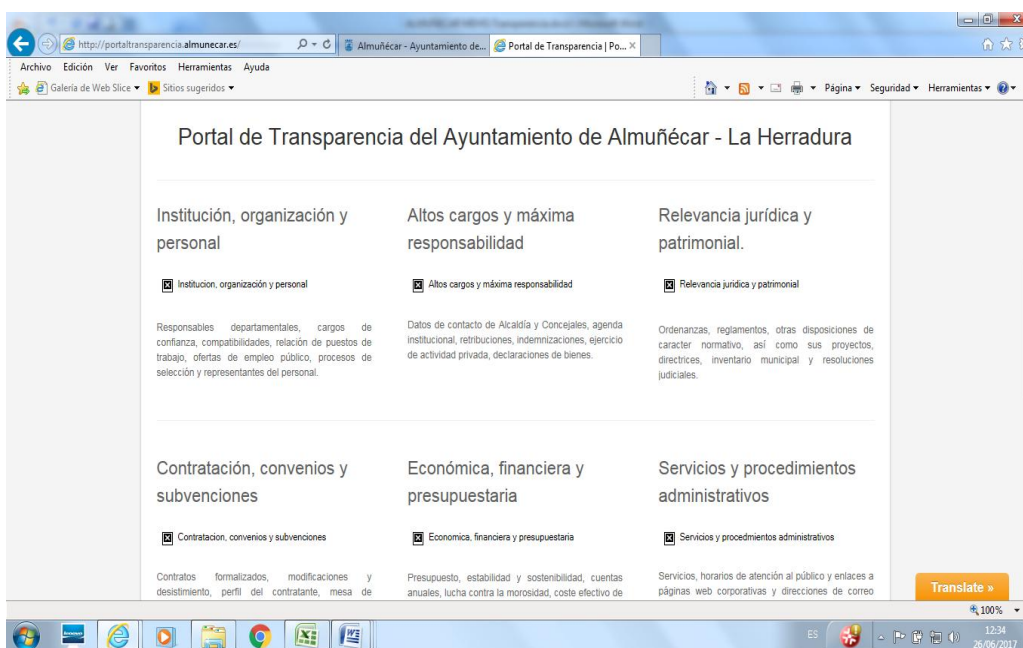 http://portaltransparencia.almunecar.es/
Almuñécar - Ayuntamiento de...
Portal de Transparencia | Po...
Archivo Edición Ver Favoritos Herramientas Ayuda
Galería de Web Slice
Sitios sugeridos
Página Seguridad Herramientas
Portal de Transparencia del Ayuntamiento de Almuñécar - La Herradura
Institución, organización y
personal
Institucion, organización y personal
Responsables departamentales, cargos de
confianza, compatibilidades, relación de puestos de
trabajo, ofertas de empleo público, procesos de
selección y representantes del personal.
Altos cargos y máxima
responsabilidad
Altos cargos y máxima responsabilidad
Datos de contacto de Alcaldía y Concejales, agenda
institucional, retribuciones, indemnizaciones, ejercicio
de actividad privada, declaraciones de bienes.
Relevancia jurídica y
patrimonial.
Relevancia juridica y patrimonial
Ordenanzas, reglamentos, otras disposiciones de
caracter normativo, así como sus proyectos,
directrices, inventario municipal y resoluciones
judiciales.
Contratación, convenios y
subvenciones
Contratacion, convenios y subvenciones
Contratos formalizados, modificaciones y
desistimiento, perfil del contratante, mesa de
Económica, financiera y
presupuestaria
Economica, financiera y presupuestaria
Presupuesto, estabilidad y sostenibilidad, cuentas
anuales, lucha contra la morosidad, coste efectivo de
Servicios y procedimientos
administrativos
Servicios y procedmientos administrativos
Servicios, horarios de atención al público y enlaces a
páginas web corporativas y direcciones de correo
Translate »
100%
ES
12:34
26/06/2017